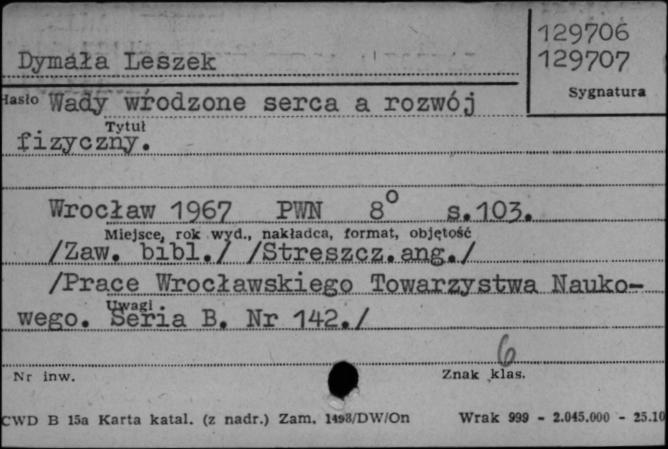 129706
Dymała Leszek 129707
Hasło Sygnatura
Wady wrodzone serca a rozwój
Tytuł
fizyczny.
Wrocław 1967 PWN 8° s.103.
Miejsce, rok wyd., nakładca, format, objętość
/Zaw. bibl./ /Streszcz.ang./
/Prace Wrocławskiego Towarzystwa Nauko-
Uwagi
wego. Seria B. Nr 142./
6
Nr inw. Znak klas.
CWD B 15a Karta katal. (z nadr.) Zam. 1498/DW/On Wrak 999 - 2.045.000 - 25.10